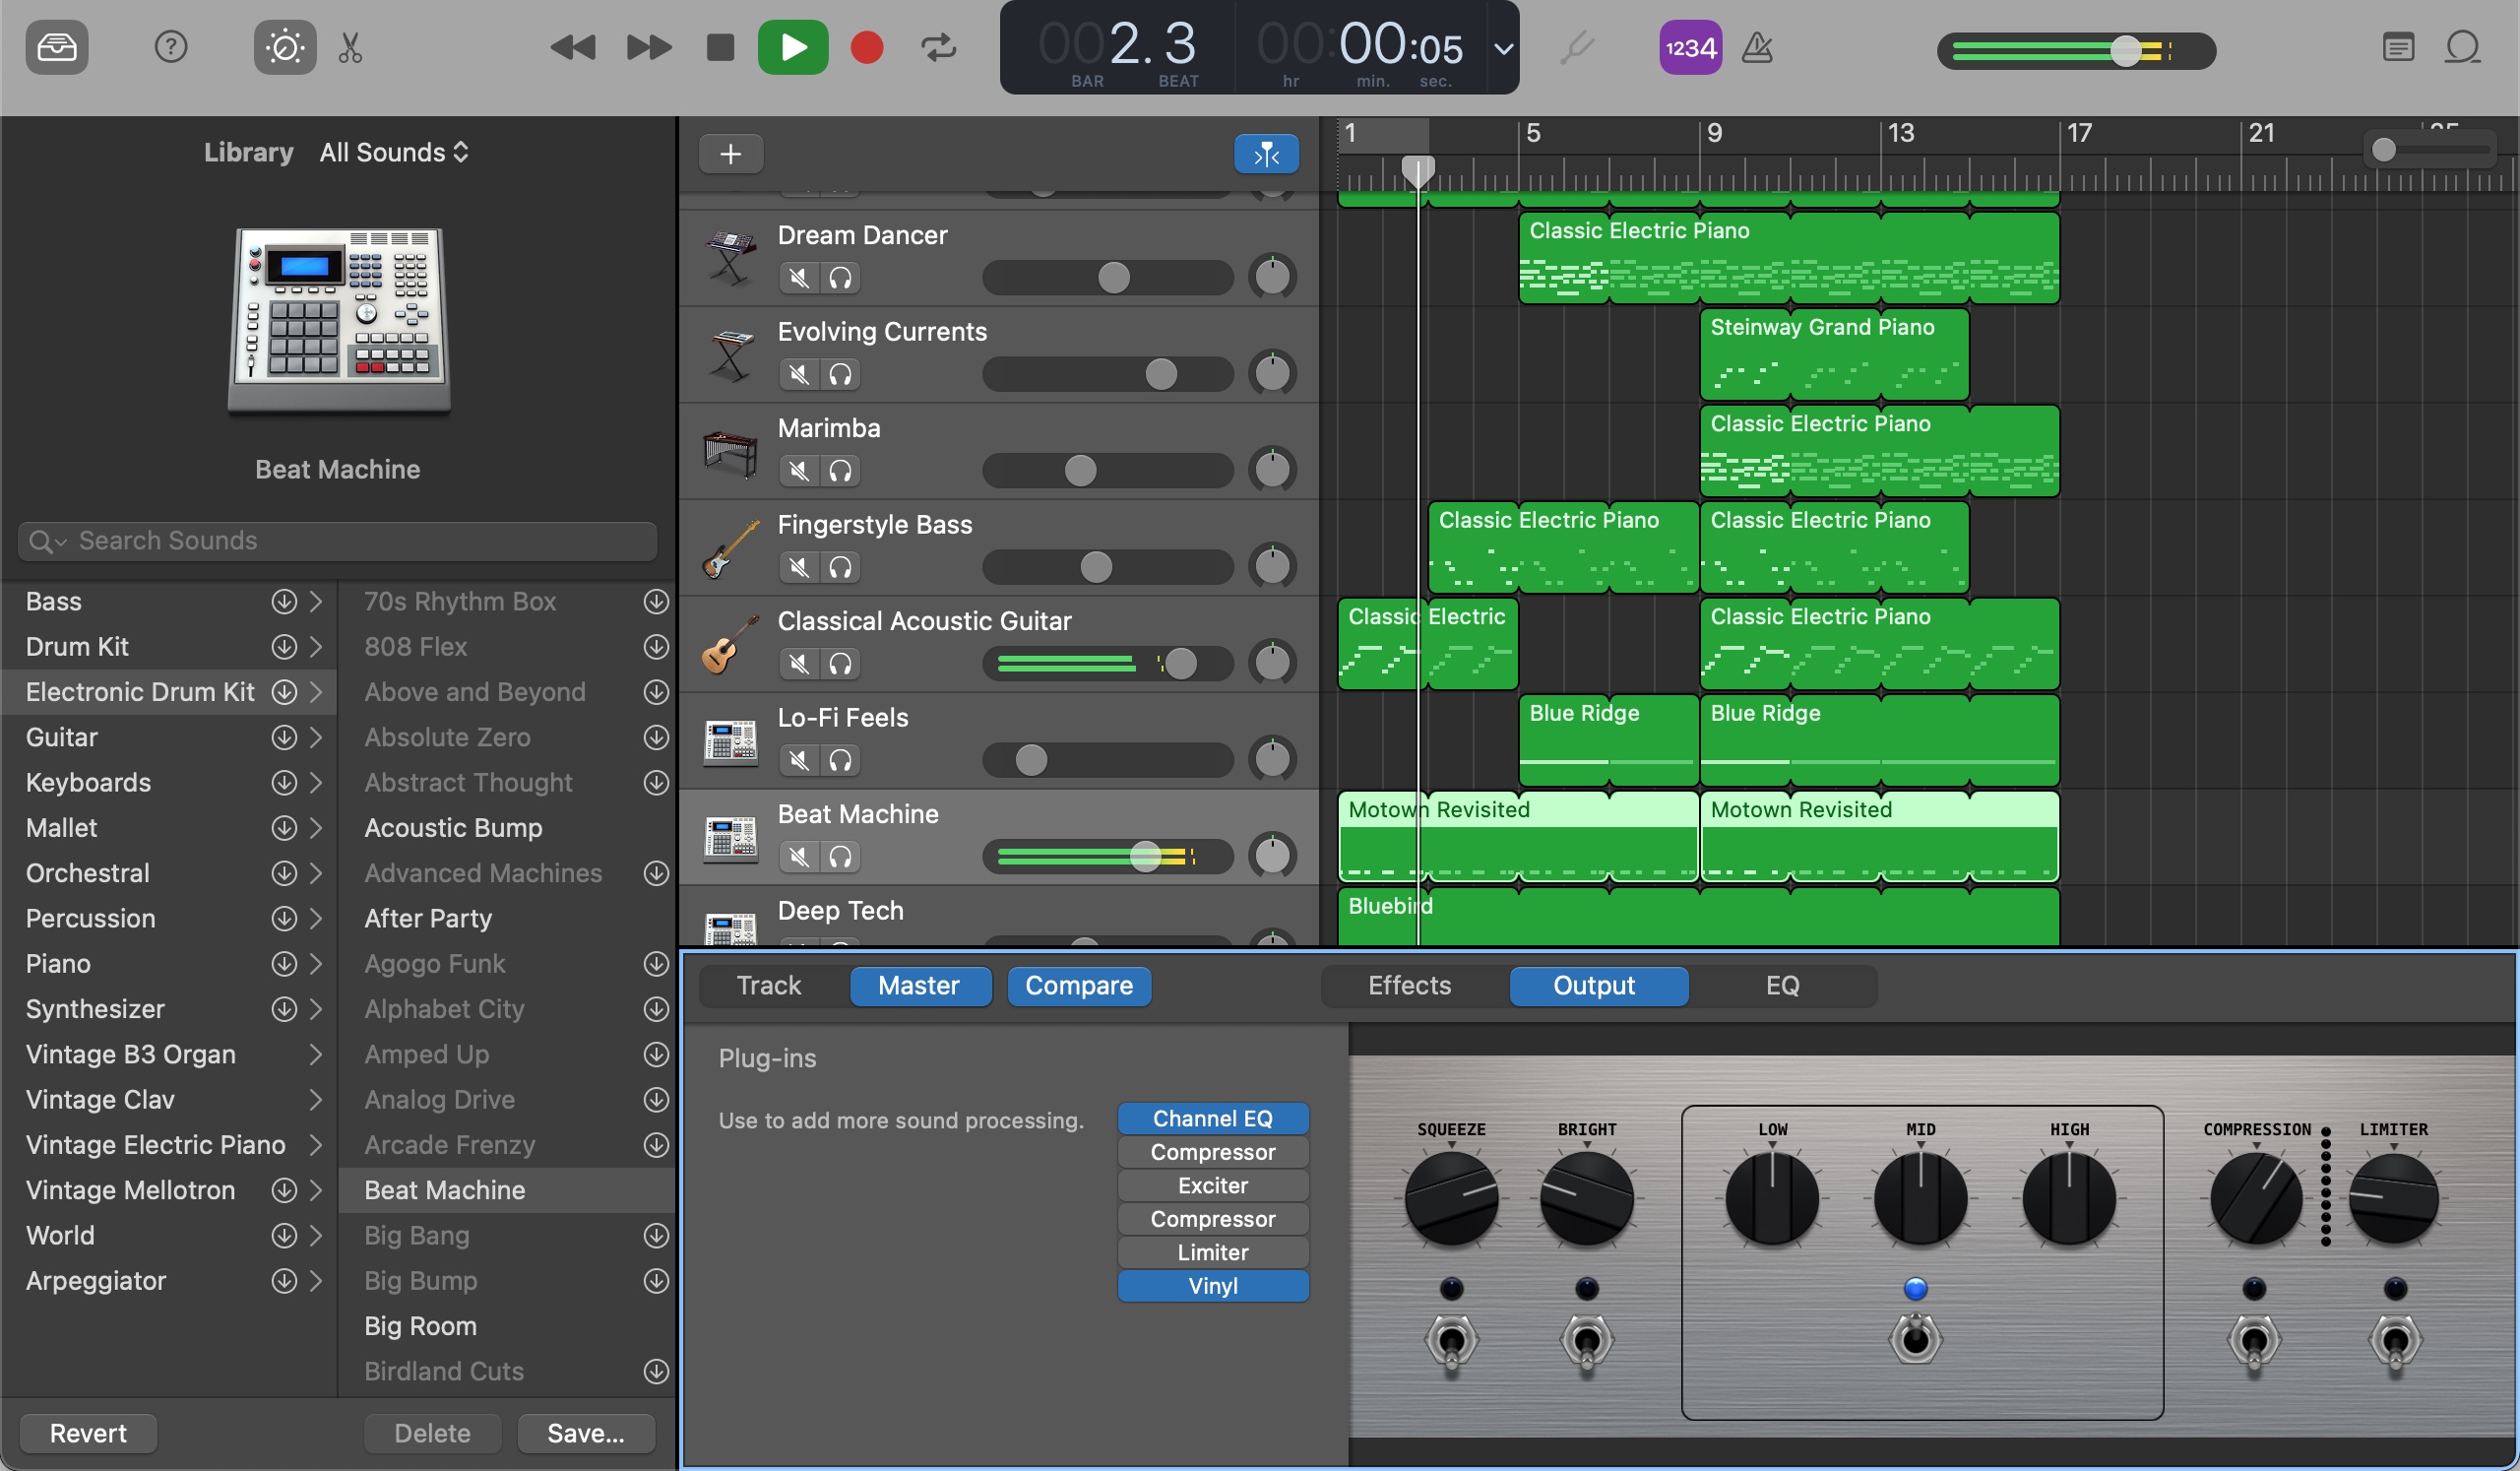 002. 3
00:00:05
BAR
BEAT
hr
min.
sec.
1234
Library
All Sounds
Beat Machine
Search Sounds
Bass
Drum Kit
Electronic Drum Kit
Guitar
Keyboards
Mallet
Orchestral
Percussion
Piano
Synthesizer
Vintage B3 Organ
Vintage Clav
Vintage Electric Piano
Vintage Mellotron
World
Arpeggiator
70s Rhythm Box
808 Flex
Above and Beyond
Absolute Zero
Abstract Thought
Acoustic Bump
Advanced Machines
After Party
Agogo Funk
Alphabet City
Amped Up
Analog Drive
Arcade Frenzy
Beat Machine
Big Bang
Big Bump
Big Room
Birdland Cuts
Revert
Delete
Save...
1
5
9
13
17
21
25
Dream Dancer
Classic Electric Piano
Evolving Currents
Steinway Grand Piano
Marimba
Classic Electric Piano
Fingerstyle Bass
Classic Electric Piano
Classic Electric Piano
Classical Acoustic Guitar
Classic Electric
Classic Electric Piano
Lo-Fi Feels
Blue Ridge
Blue Ridge
Beat Machine
Motown Revisited
Motown Revisited
Deep Tech
Bluebird
Track
Master
Compare
Effects
Output
EQ
Plug-ins
Use to add more sound processing.
Channel EQ
Compressor
Exciter
Compressor
Limiter
Vinyl
SQUEEZE
BRIGHT
LOW
MID
HIGH
COMPRESSION
LIMITER